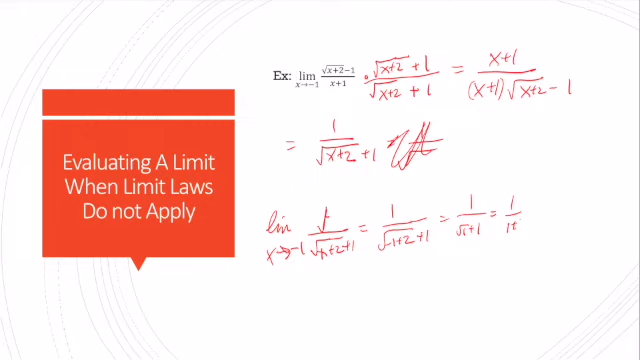 Evaluating A Limit
When Limit Laws
Do not Apply
Ex: lim x→−1 (√(x+2)−1)/(x+1) · (√(x+2) + 1)/(√(x+2) + 1) = (x+1)/((x+1)√(x+2) − 1)
= 1/(√(x+2) + 1)
lim x→−1 1/(√(x+2)+1) = 1/(√(−1+2)+1) = 1/(√1+1) = 1/(1+